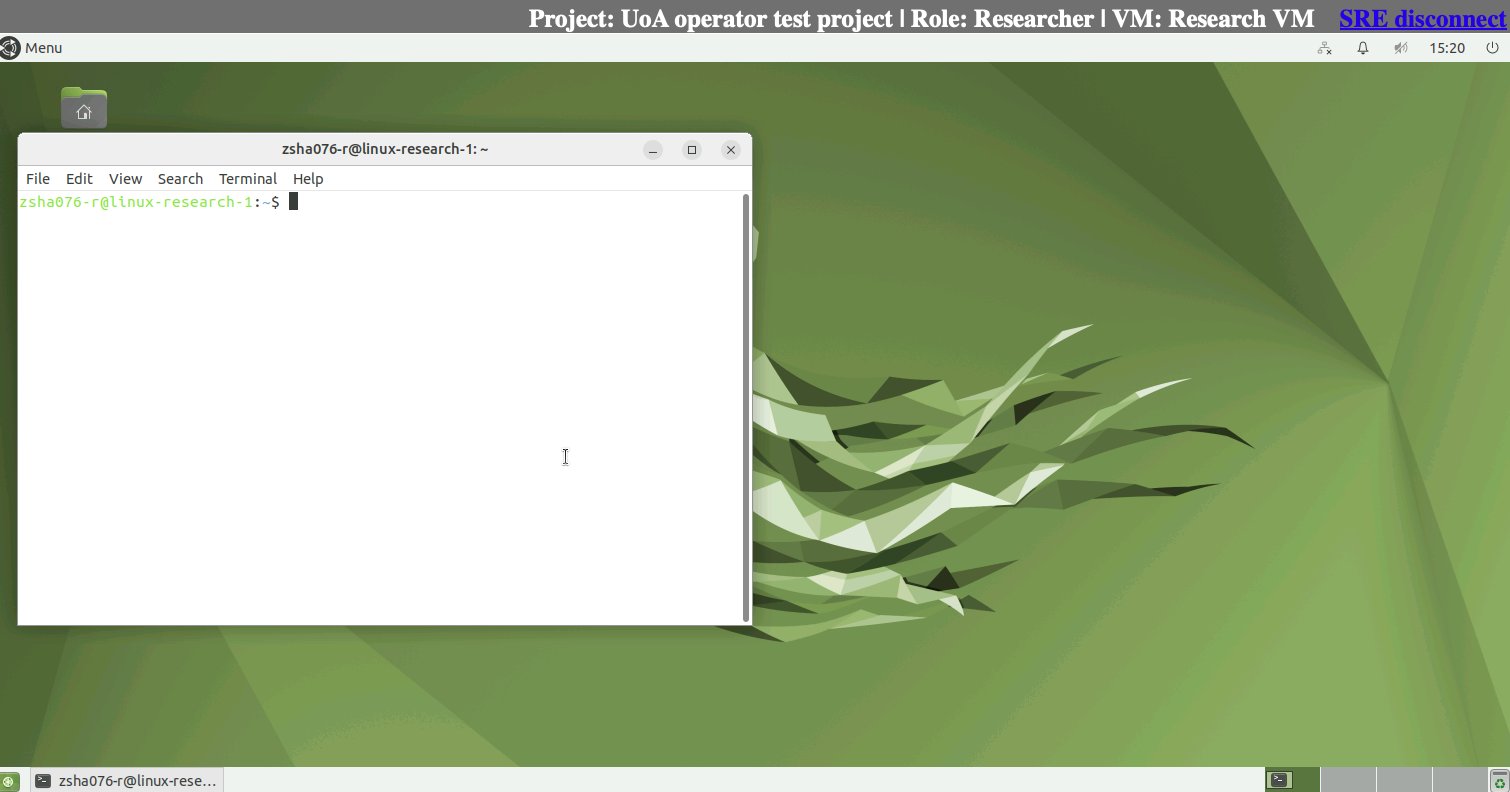 Project: UoA operator test project | Role: Researcher | VM: Research VM SRE disconnect
Menu 15:20
zsha076-r@linux-research-1: ~
File Edit View Search Terminal Help
zsha076-r@linux-research-1:~$
zsha076-r@linux-rese...